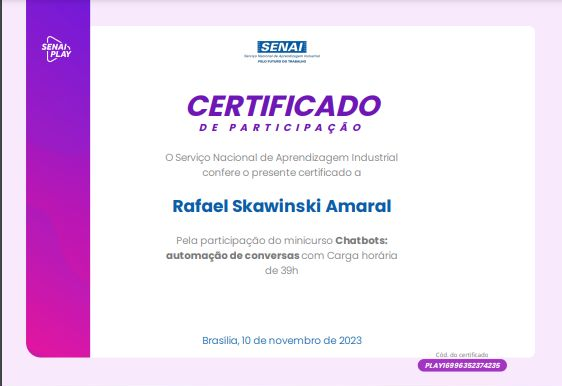 SENAI
PLAY
SENAI
Serviço Nacional de Aprendizagem Industrial
PELO FUTURO DO TRABALHO
CERTIFICADO
DE PARTICIPAÇÃO
O Serviço Nacional de Aprendizagem Industrial
confere o presente certificado a
Rafael Skawinski Amaral
Pela participação do minicurso Chatbots:
automação de conversas com Carga horária
de 39h
Brasília, 10 de novembro de 2023
Cód. do certificado
PLAY16996352374235